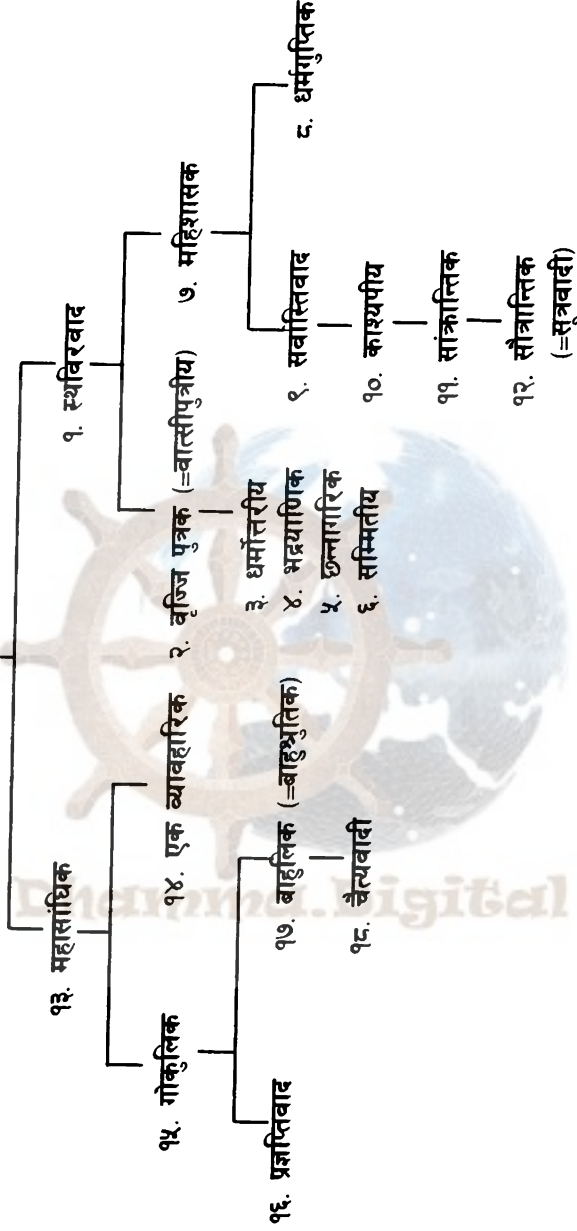 १३. महासांघिक
१. स्थविरवाद
१५. गोकुलिक
१४. एक व्यावहारिक
२. वृज्जि पुत्रक (=वात्सीपुत्रीय)
७. महिशासक
१६. प्रज्ञप्तिवाद
१७. बाहुलिक (=बाहुश्रुतिक)
१८. चैत्यवादी
३. धर्मोत्तरीय
४. भद्रयाणिक
५. छन्नागरिक
६. सम्मितीय
९. सर्वास्तिवाद
१०. काश्यपीय
११. सांक्रान्तिक
१२. सौत्रान्तिक
(=सूत्रवादी)
८. धर्मगुप्तिक
Dhamma.Digital